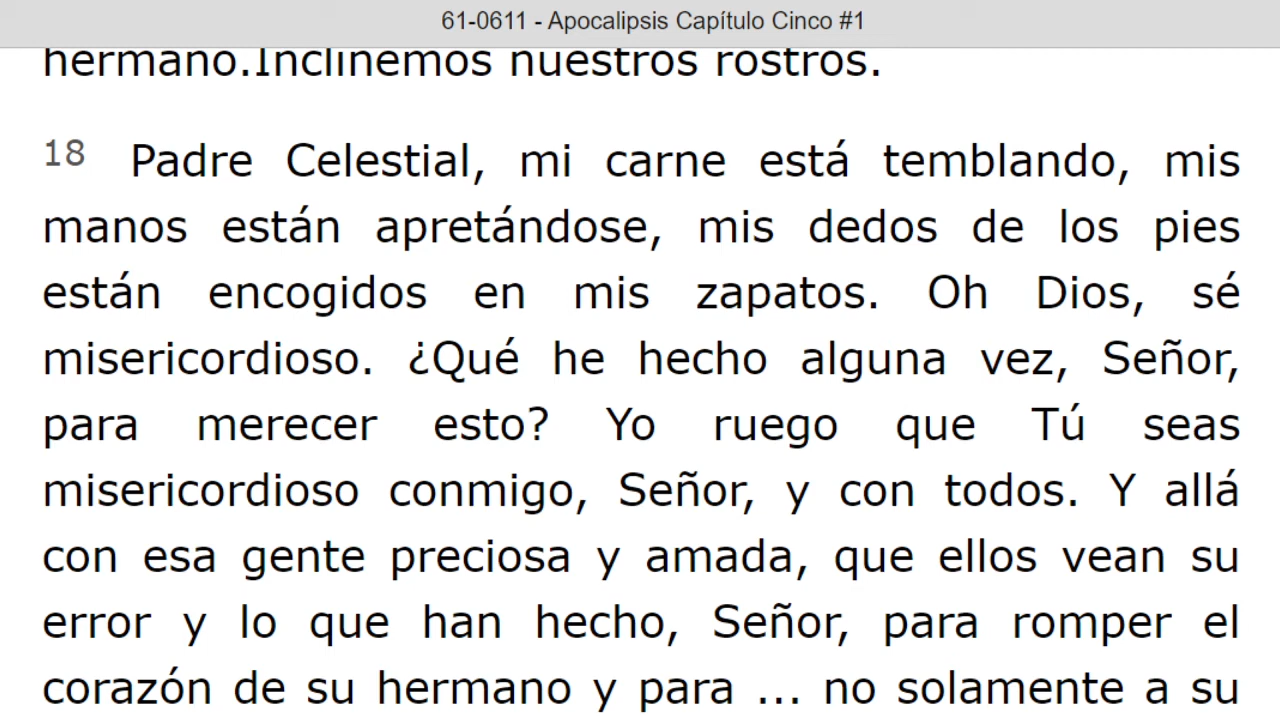 61-0611 - Apocalipsis Capítulo Cinco #1
hermano.Inclinemos nuestros rostros.
18 Padre Celestial, mi carne está temblando, mis
manos están apretándose, mis dedos de los pies
están encogidos en mis zapatos. Oh Dios, sé
misericordioso. ¿Qué he hecho alguna vez, Señor,
para merecer esto? Yo ruego que Tú seas
misericordioso conmigo, Señor, y con todos. Y allá
con esa gente preciosa y amada, que ellos vean su
error y lo que han hecho, Señor, para romper el
corazón de su hermano y para ... no solamente a su